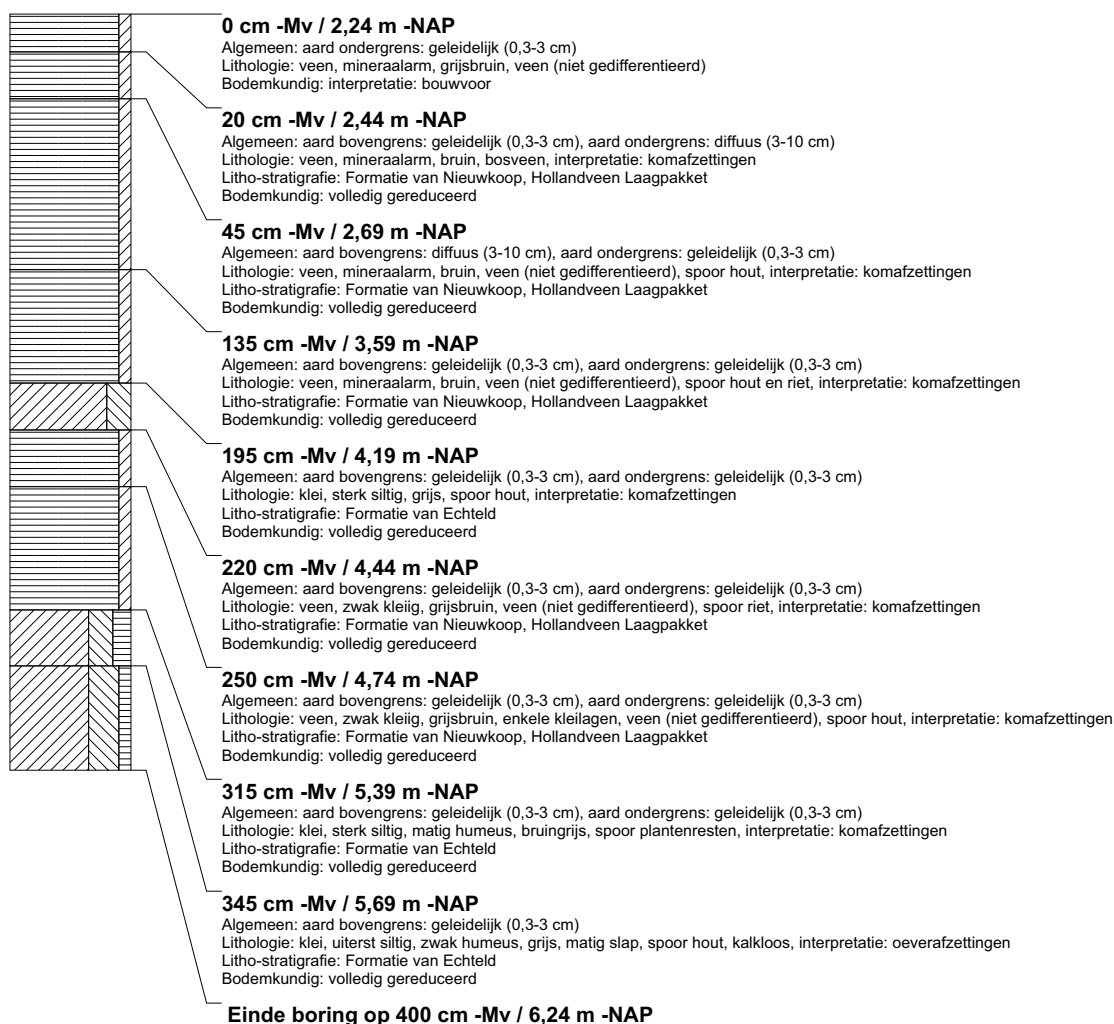 0 cm -Mv / 2,24 m -NAP
Algemeen: aard ondergrens: geleidelijk (0,3-3 cm)
Lithologie: veen, mineraalarm, grijsbruin, veen (niet gedifferentieerd)
Bodemkundig: interpretatie: bouwvoor
20 cm -Mv / 2,44 m -NAP
Algemeen: aard bovengrens: geleidelijk (0,3-3 cm), aard ondergrens: diffuus (3-10 cm)
Lithologie: veen, mineraalarm, bruin, bosveen, interpretatie: komafzettingen
Litho-stratigrafie: Formatie van Nieuwkoop, Hollandveen Laagpakket
Bodemkundig: volledig gereduceerd
45 cm -Mv / 2,69 m -NAP
Algemeen: aard bovengrens: diffuus (3-10 cm), aard ondergrens: geleidelijk (0,3-3 cm)
Lithologie: veen, mineraalarm, bruin, veen (niet gedifferentieerd), spoor hout, interpretatie: komafzettingen
Litho-stratigrafie: Formatie van Nieuwkoop, Hollandveen Laagpakket
Bodemkundig: volledig gereduceerd
135 cm -Mv / 3,59 m -NAP
Algemeen: aard bovengrens: geleidelijk (0,3-3 cm), aard ondergrens: geleidelijk (0,3-3 cm)
Lithologie: veen, mineraalarm, bruin, veen (niet gedifferentieerd), spoor hout en riet, interpretatie: komafzettingen
Litho-stratigrafie: Formatie van Nieuwkoop, Hollandveen Laagpakket
Bodemkundig: volledig gereduceerd
195 cm -Mv / 4,19 m -NAP
Algemeen: aard bovengrens: geleidelijk (0,3-3 cm), aard ondergrens: geleidelijk (0,3-3 cm)
Lithologie: klei, sterk siltig, grijs, spoor hout, interpretatie: komafzettingen
Litho-stratigrafie: Formatie van Echteld
Bodemkundig: volledig gereduceerd
220 cm -Mv / 4,44 m -NAP
Algemeen: aard bovengrens: geleidelijk (0,3-3 cm), aard ondergrens: geleidelijk (0,3-3 cm)
Lithologie: veen, zwak kleiig, grijsbruin, veen (niet gedifferentieerd), spoor riet, interpretatie: komafzettingen
Litho-stratigrafie: Formatie van Nieuwkoop, Hollandveen Laagpakket
Bodemkundig: volledig gereduceerd
250 cm -Mv / 4,74 m -NAP
Algemeen: aard bovengrens: geleidelijk (0,3-3 cm), aard ondergrens: geleidelijk (0,3-3 cm)
Lithologie: veen, zwak kleiig, grijsbruin, enkele kleilagen, veen (niet gedifferentieerd), spoor hout, interpretatie: komafzettingen
Litho-stratigrafie: Formatie van Nieuwkoop, Hollandveen Laagpakket
Bodemkundig: volledig gereduceerd
315 cm -Mv / 5,39 m -NAP
Algemeen: aard bovengrens: geleidelijk (0,3-3 cm), aard ondergrens: geleidelijk (0,3-3 cm)
Lithologie: klei, sterk siltig, matig humeus, bruingrijs, spoor plantenresten, interpretatie: komafzettingen
Litho-stratigrafie: Formatie van Echteld
Bodemkundig: volledig gereduceerd
345 cm -Mv / 5,69 m -NAP
Algemeen: aard bovengrens: geleidelijk (0,3-3 cm)
Lithologie: klei, uiterst siltig, zwak humeus, grijs, matig slap, spoor hout, kalkloos, interpretatie: oeverafzettingen
Litho-stratigrafie: Formatie van Echteld
Bodemkundig: volledig gereduceerd
Einde boring op 400 cm -Mv / 6,24 m -NAP